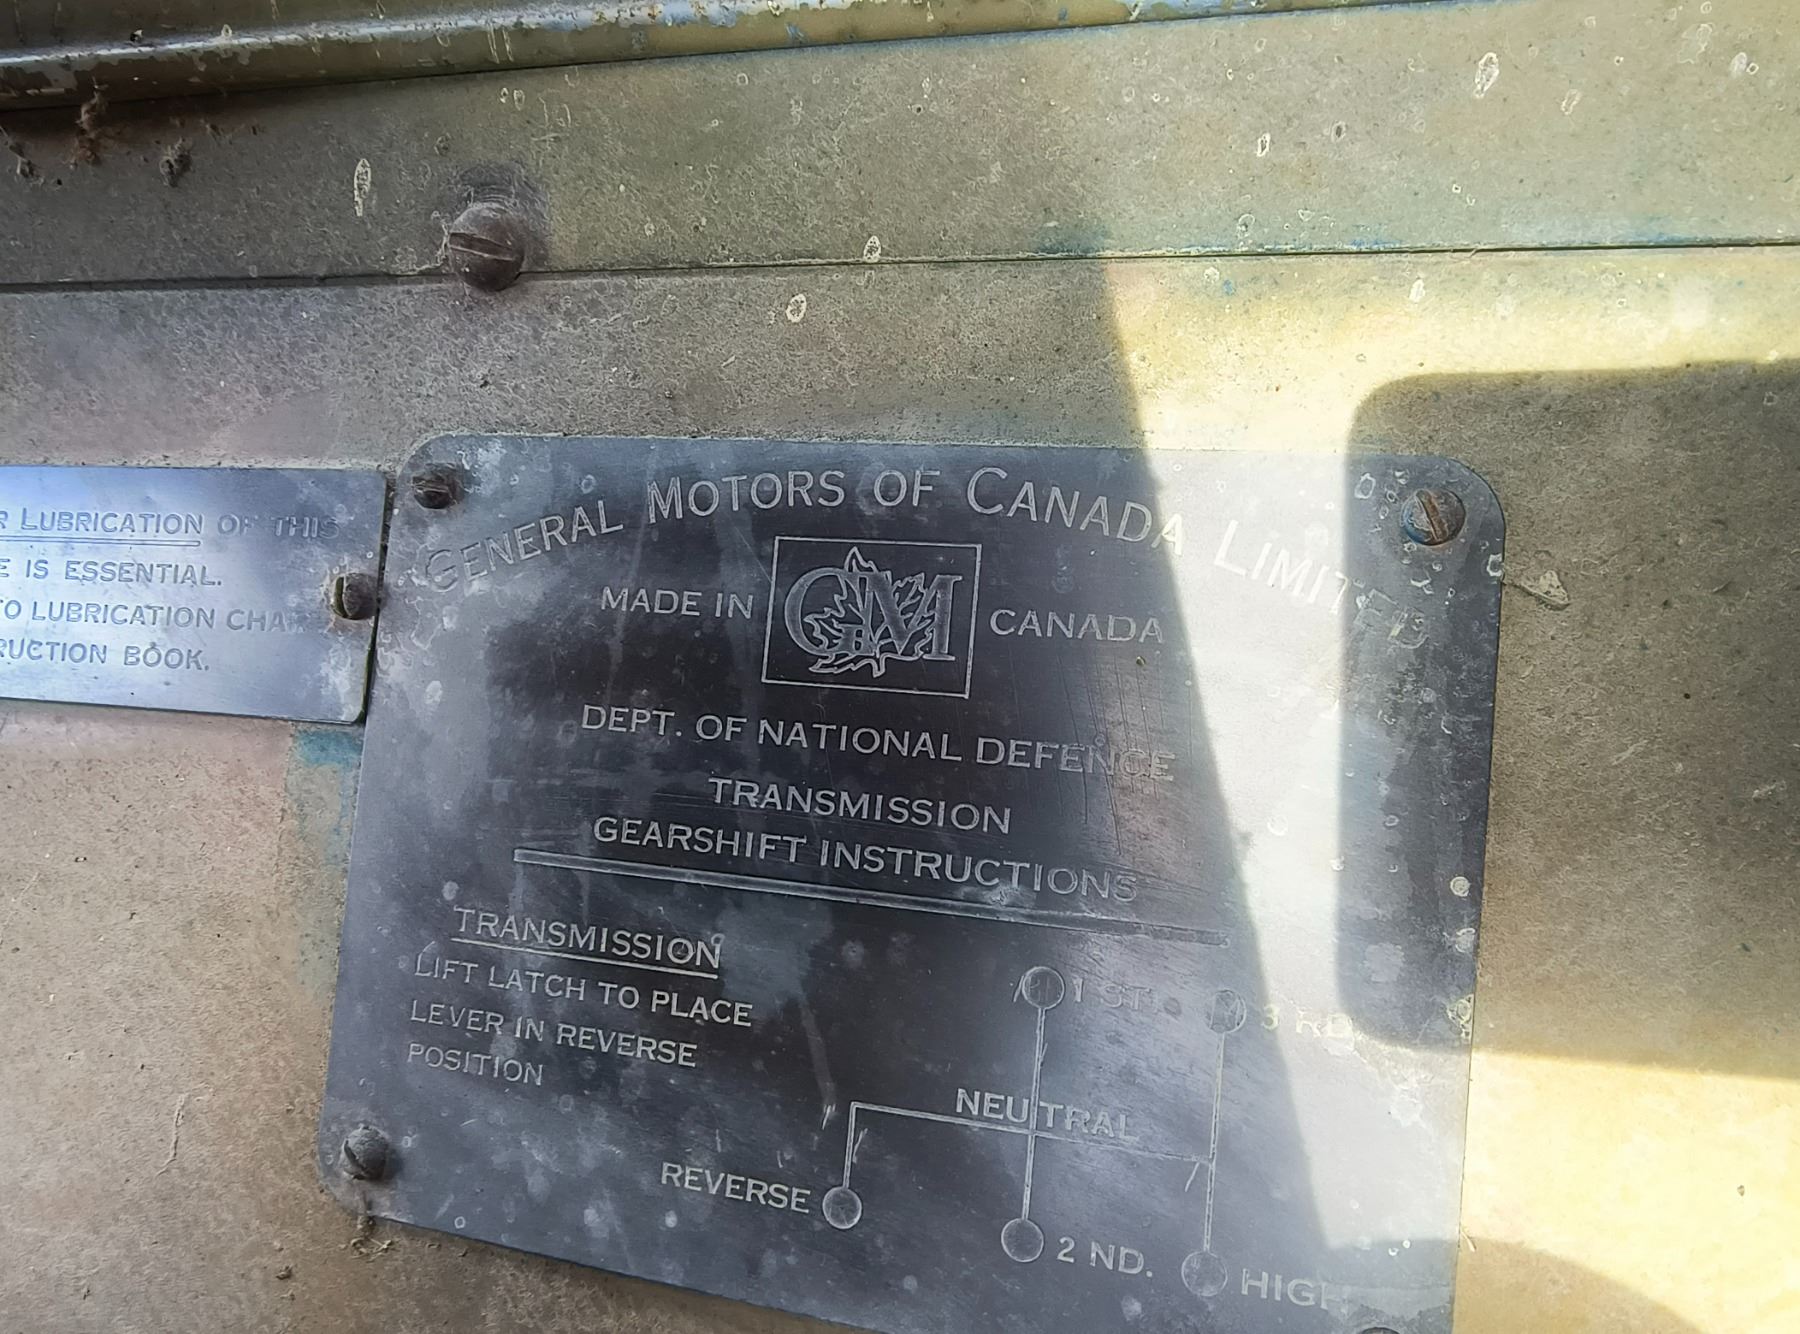 LUBRICATION OF THIS
IS ESSENTIAL.
TO LUBRICATION
BOOK.
GENERAL MOTORS OF CANADA LIMITED
MADE IN GM CANADA
DEPT. OF NATIONAL DEFENCE
TRANSMISSION
GEARSHIFT INSTRUCTIONS
TRANSMISSION
LIFT LATCH TO PLACE
LEVER IN REVERSE
POSITION
1 ST. 3 RD.
NEUTRAL
REVERSE
2 ND. HIGH